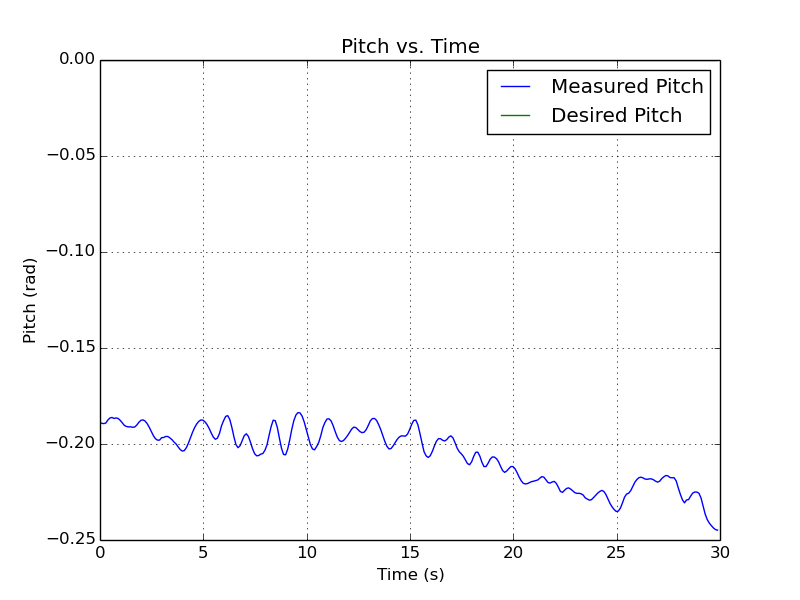 Pitch vs. Time
Measured Pitch
Desired Pitch
0.00
−0.05
−0.10
−0.15
−0.20
−0.25
Pitch (rad)
0 5 10 15 20 25 30
Time (s)